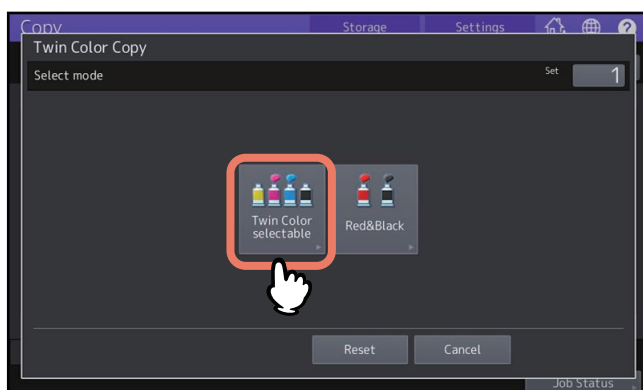 Copy
Storage
Settings
?
Twin Color Copy
Select mode
Set
1
Twin Color
selectable
Red&Black
Reset
Cancel
Job Status